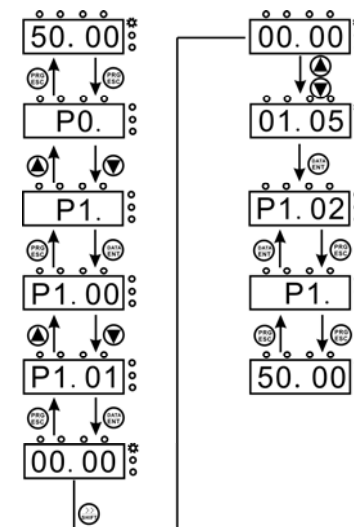 50.00
PRG
ESC
PRG
ESC
P0.
P1.
PRG
ESC
DATA
ENT
P1.00
P1.01
PRG
ESC
DATA
ENT
00.00
>>
SHIFT
00.00
01.05
DATA
ENT
P1.02
DATA
ENT
PRG
ESC
P1.
PRG
ESC
PRG
ESC
50.00